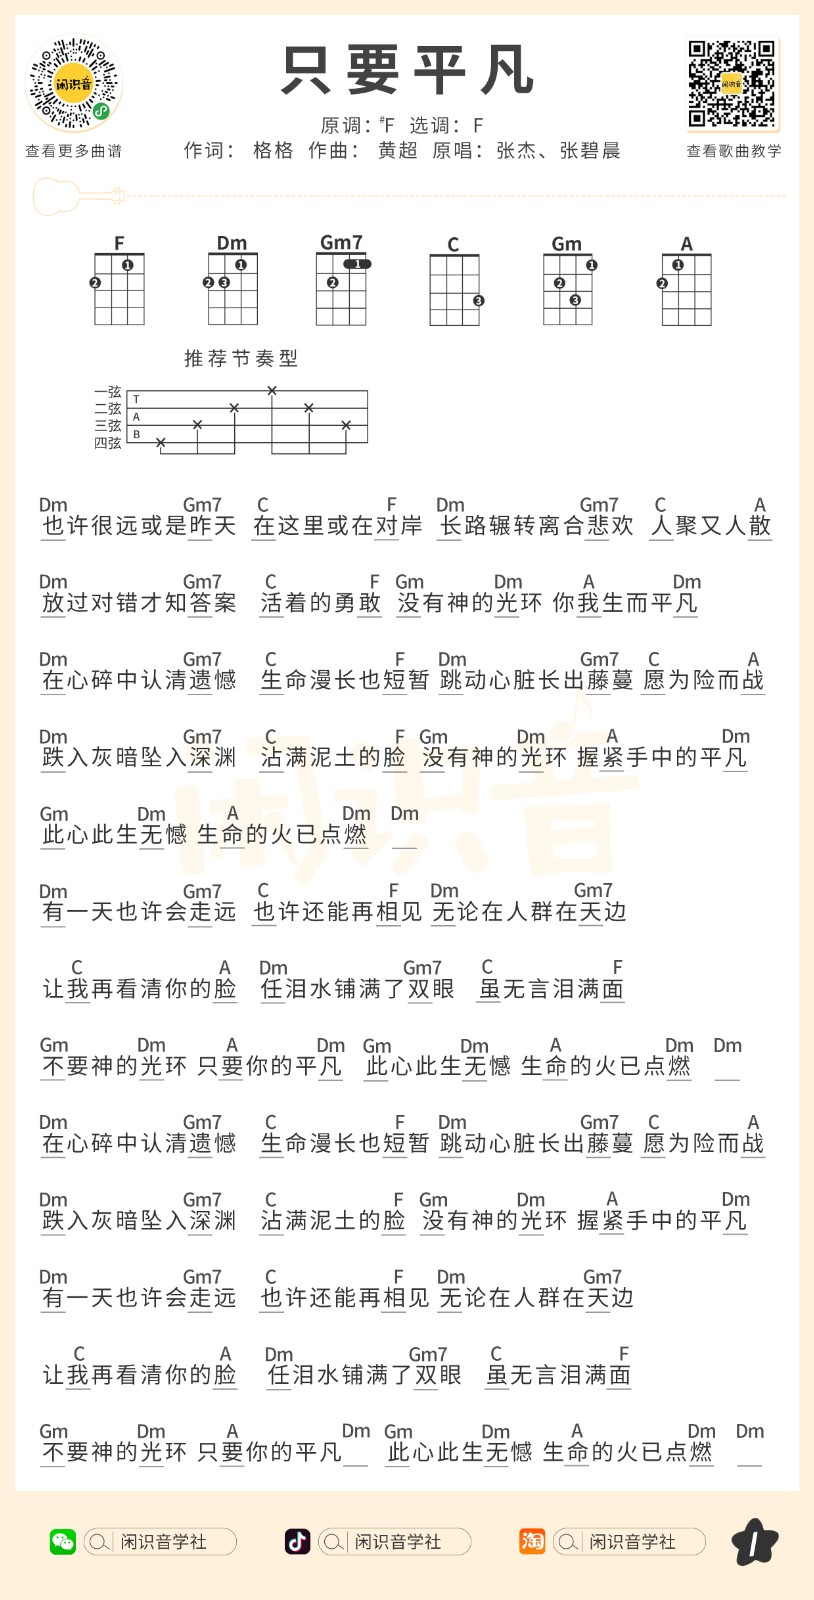 只要平凡
闲识音
查看更多曲谱
原调：#F 选调：F
作词： 格格 作曲： 黄超 原唱：张杰、张碧晨
闲识音
查看歌曲教学
F Dm Gm7 C Gm A
1 2
1 2 3
1 2
3
1 2 3
1 2
推荐节奏型
一弦
二弦
三弦
四弦
T
A
B
Dm Gm7 C F Dm Gm7 C A
也许很远或是昨天 在这里或在对岸 长路辗转离合悲欢 人聚又人散
Dm Gm7 C F Gm Dm A Dm
放过对错才知答案 活着的勇敢 没有神的光环 你我生而平凡
Dm Gm7 C F Dm Gm7 C A
在心碎中认清遗憾 生命漫长也短暂 跳动心脏长出藤蔓 愿为险而战
Dm Gm7 C F Gm Dm A Dm
跌入灰暗坠入深渊 沾满泥土的脸 没有神的光环 握紧手中的平凡
Gm Dm A Dm Dm
此心此生无憾 生命的火已点燃
Dm Gm7 C F Dm Gm7
有一天也许会走远 也许还能再相见 无论在人群在天边
C A Dm Gm7 C F
让我再看清你的脸 任泪水铺满了双眼 虽无言泪满面
Gm Dm A Dm Gm Dm A Dm Dm
不要神的光环 只要你的平凡 此心此生无憾 生命的火已点燃
Dm Gm7 C F Dm Gm7 C A
在心碎中认清遗憾 生命漫长也短暂 跳动心脏长出藤蔓 愿为险而战
Dm Gm7 C F Gm Dm A Dm
跌入灰暗坠入深渊 沾满泥土的脸 没有神的光环 握紧手中的平凡
Dm Gm7 C F Dm Gm7
有一天也许会走远 也许还能再相见 无论在人群在天边
C A Dm Gm7 C F
让我再看清你的脸 任泪水铺满了双眼 虽无言泪满面
Gm Dm A Dm Gm Dm A Dm Dm
不要神的光环 只要你的平凡 此心此生无憾 生命的火已点燃
闲识音
闲识音学社 闲识音学社 淘 闲识音学社 1